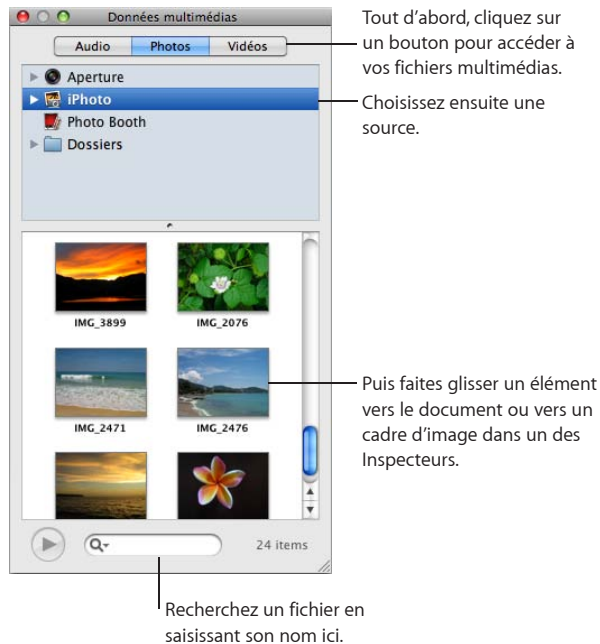 Données multimédias
Audio
Photos
Vidéos
Tout d'abord, cliquez sur
un bouton pour accéder à
vos fichiers multimédias.
Aperture
iPhoto
Photo Booth
Dossiers
Choisissez ensuite une
source.
IMG_3899
IMG_2076
IMG_2471
IMG_2476
Puis faites glisser un élément
vers le document ou vers un
cadre d'image dans un des
Inspecteurs.
24 items
Recherchez un fichier en
saisissant son nom ici.